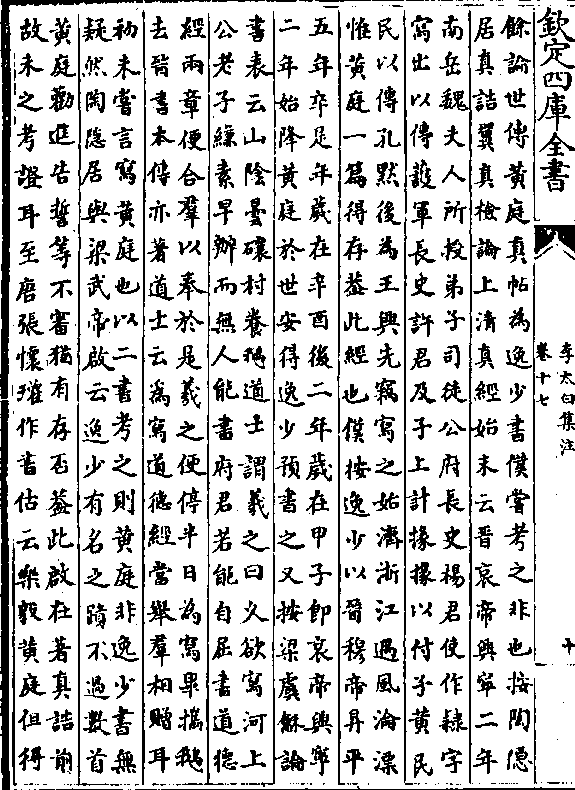 欽定四庫全書
李太白集注
卷十七
十
餘論世傳黃庭真帖為逸少書僕嘗考之非也按陶隱
居真誥翼真檢論上清真經始末云晉哀帝興寧二年
南岳魏夫人所授弟子司徒公府長史楊君使作隸字
寫出以傳護軍長史許君及子上計掾掾以付子黃民
民以傳孔默後為王興先竊寫之始濟浙江遇風淪漂
惟黃庭一篇得存葢此經也僕按逸少以晉穆帝昇平
五年卒是年歲在辛酉後二年歲在甲子即哀帝興寧
二年始降黃庭於世安得逸少預書之又按梁虞龢論
書表云山陰曇𥖎村養鵝道士謂羲之曰久欲寫河上
公老子縑素早辦而無人能書府君若能自屈書道德
經兩章便合羣以奉於是羲之便停半日為寫畢攜鵝
去晉書本傳亦著道士云為寫道德經當舉羣相贈耳
初未嘗言寫黃庭也以二書考之則黃庭非逸少書無
疑然陶隱居與梁武帝啟云逸少有名之蹟不過數首
黃庭勸進告誓等不審猶有存否葢此啟在著真誥前
故未之考證耳至唐張懷瓘作書估云樂毅黃庭但得